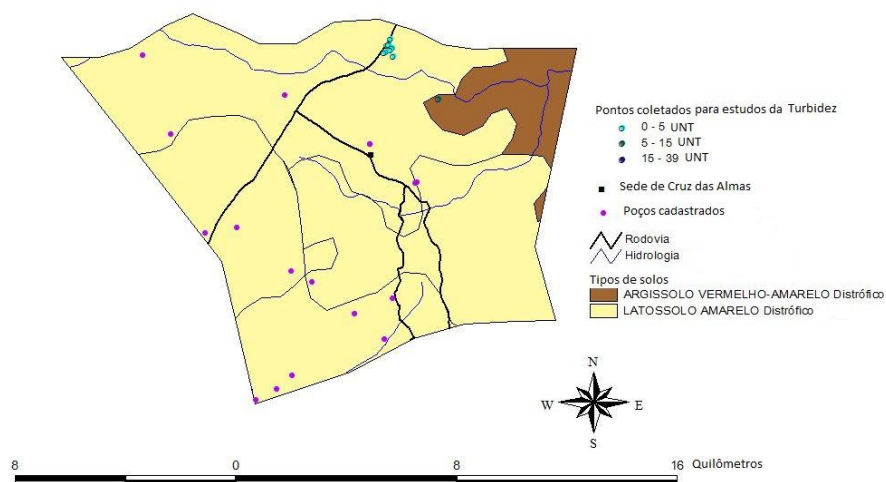 Pontos coletados para estudos da Turbidez
0 - 5 UNT
5 - 15 UNT
15 - 39 UNT
Sede de Cruz das Almas
Poços cadastrados
Rodovia
Hidrologia
Tipos de solos
ARGISSOLO VERMELHO-AMARELO Distrófico
LATOSSOLO AMARELO Distrófico
N
W E
S
8 0 8 16 Quilômetros